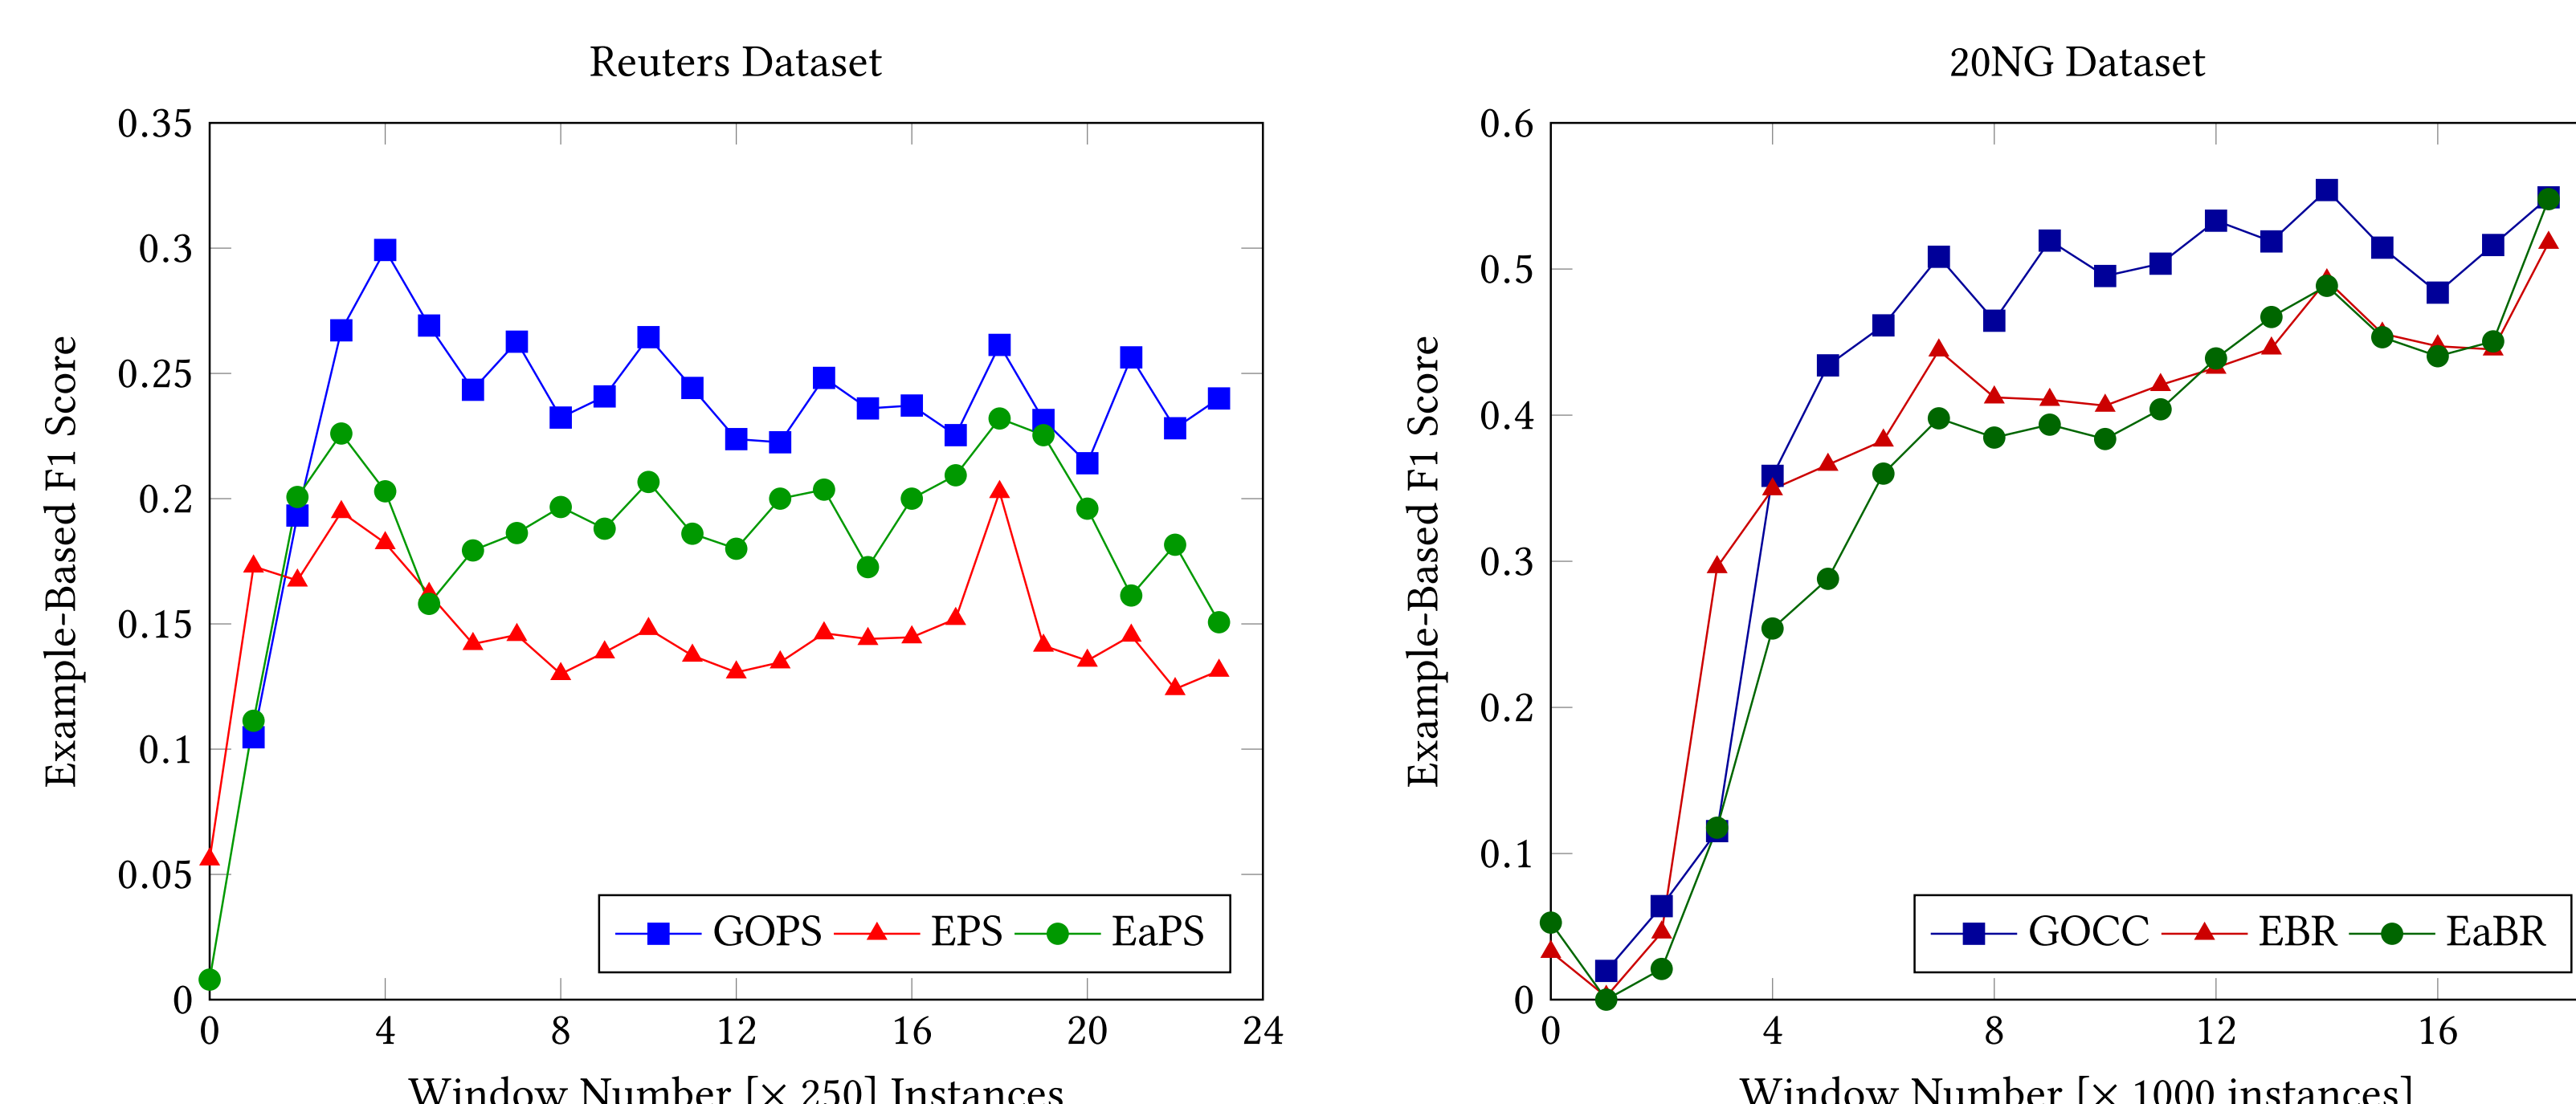 Reuters Dataset
0.35
0.3
0.25
0.2
0.15
0.1
0.05
0
Example-Based F1 Score
GOPS EPS EaPS
0 4 8 12 16 20 24
Window Number [× 250] Instances
20NG Dataset
0.6
0.5
0.4
0.3
0.2
0.1
0
Example-Based F1 Score
GOCC EBR EaBR
0 4 8 12 16
Window Number [× 1000 instances]